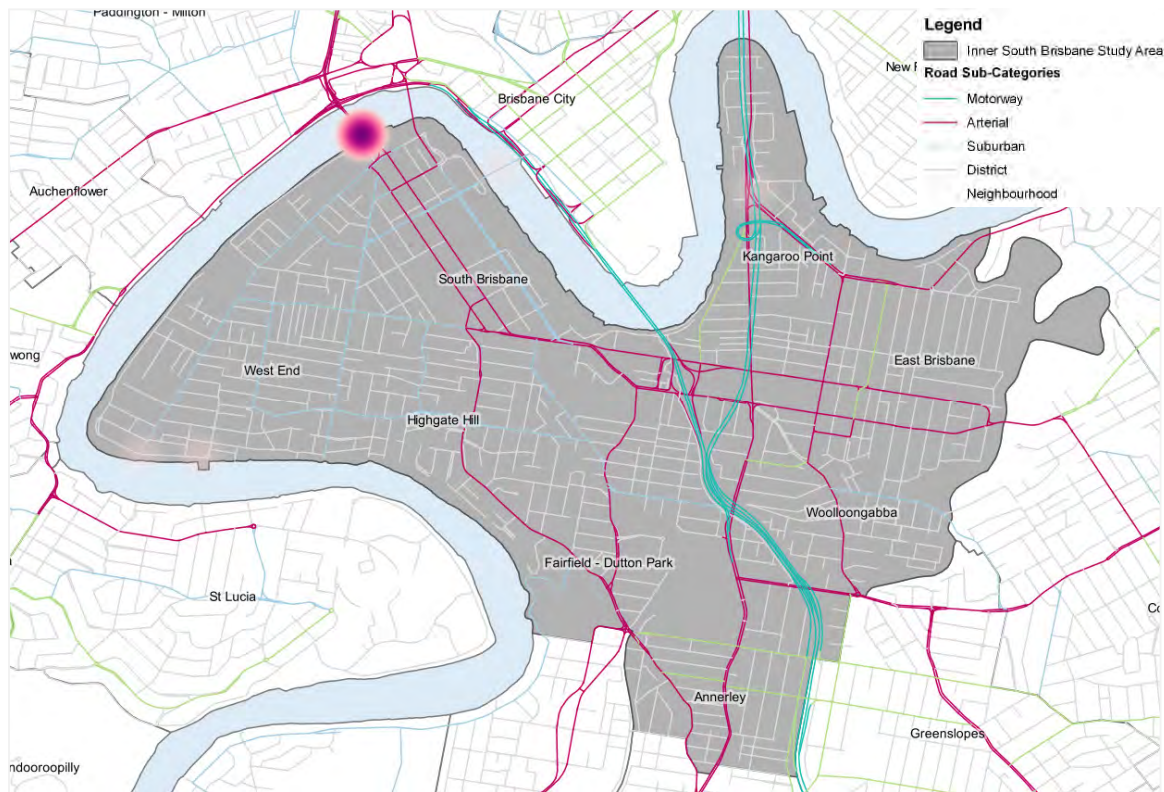 Paddington - Milton
Legend
Inner South Brisbane Study Area
Road Sub-Categories
Motorway
Arterial
Suburban
District
Neighbourhood
New
Brisbane City
Auchenflower
Kangaroo Point
South Brisbane
wong
East Brisbane
West End
Highgate Hill
Woolloongabba
Fairfield - Dutton Park
St Lucia
Annerley
Greenslopes
ndooroopilly